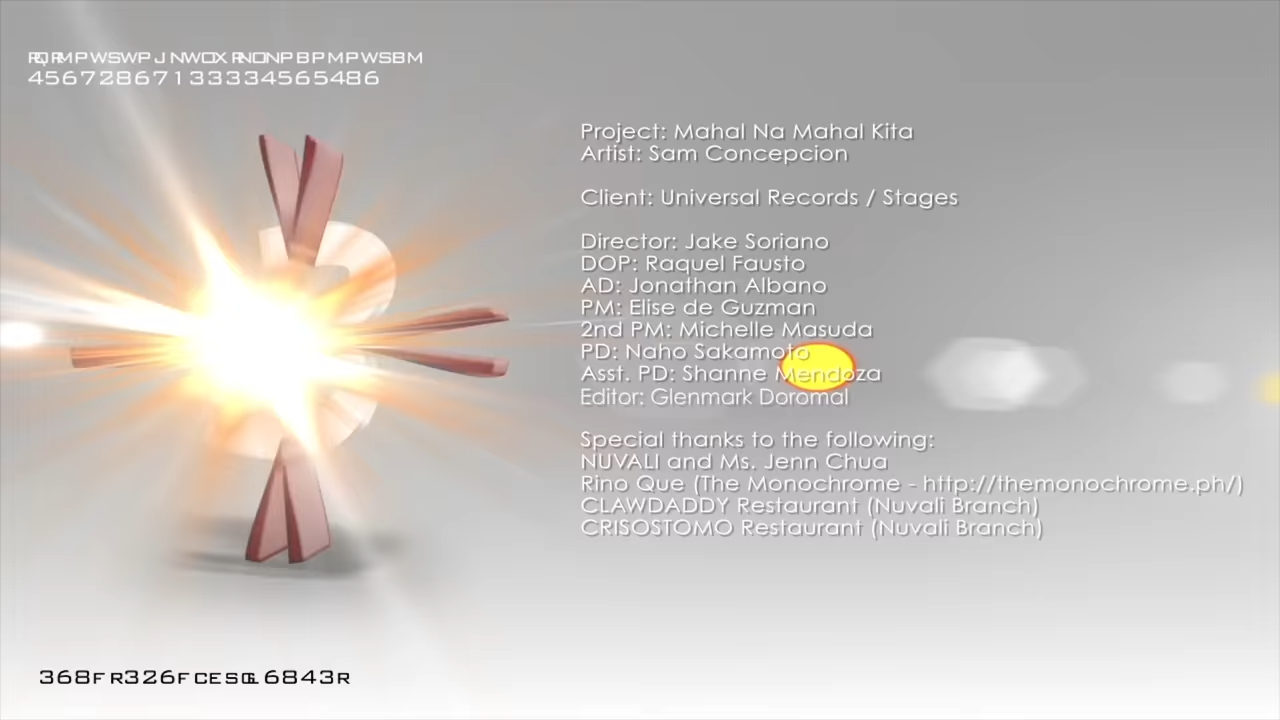 4567286713333345655486
Project: Mahal Na Mahal Kita
Artist: Sam Concepcion
Client: Universal Records / Stages
Director: Jake Soriano
DOP: Raquel Fausto
AD: Jonathan Albano
PM: Elise de Guzman
2nd PM: Michelle Masuda
PD: Naho Sakamoto
Asst. PD: Shanne Mendoza
Editor: Glenmark Doromal
Special thanks to the following:
NUVALI and Ms. Jenn Chua
Rino Que (The Monochrome - http://themonochrome.ph/)
CLAWDADDY Restaurant (Nuvali Branch)
CRISOSTOMO Restaurant (Nuvali Branch)